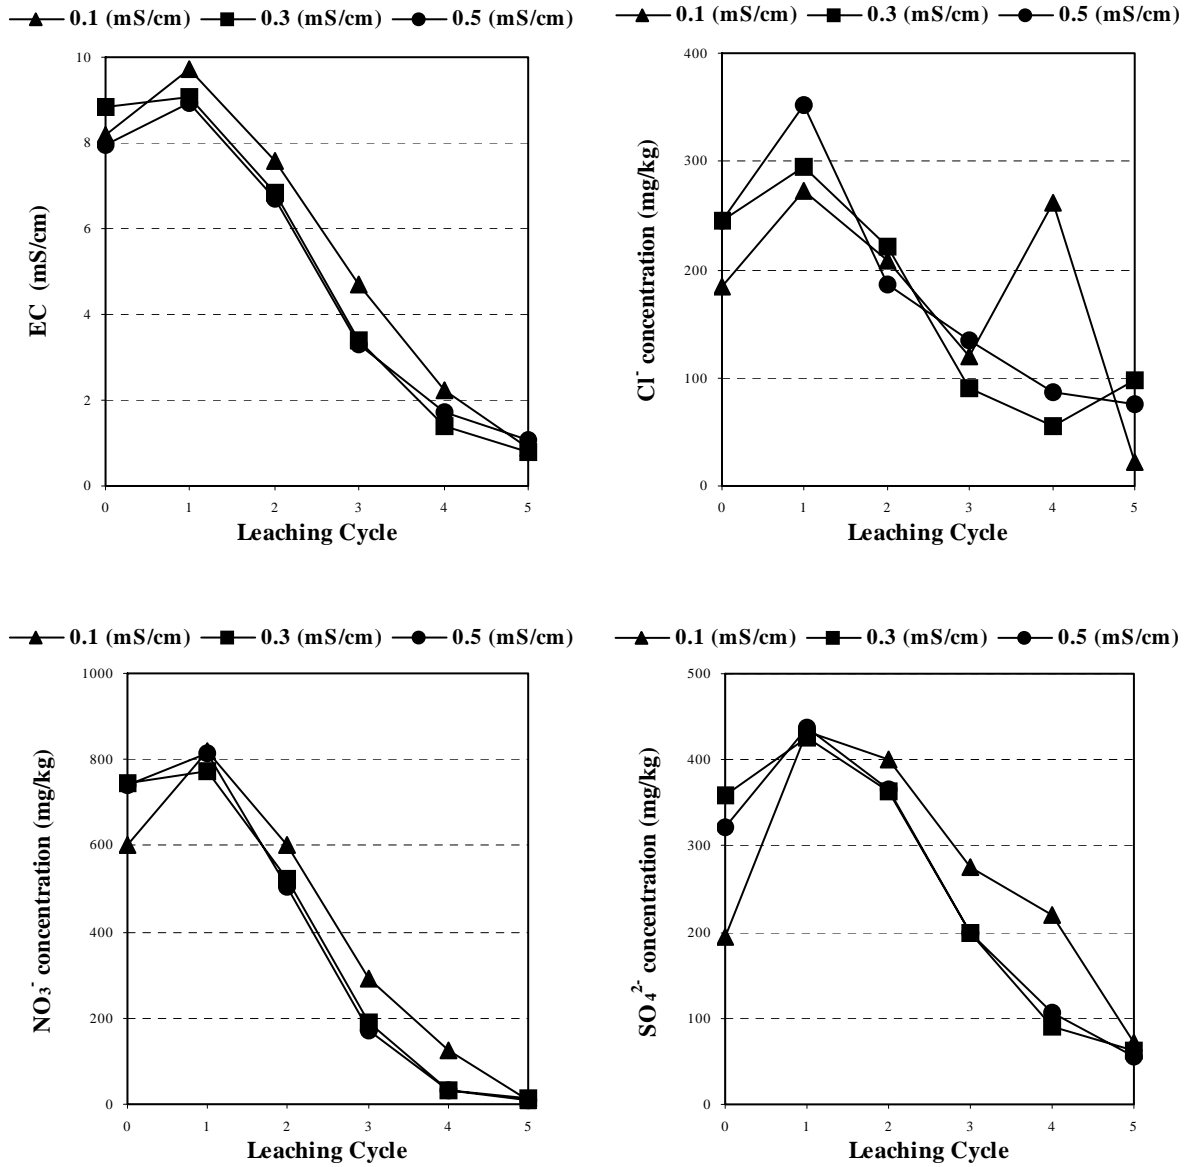 0.1 (mS/cm) 0.3 (mS/cm) 0.5 (mS/cm)
10
8
6
4
2
0
EC (mS/cm)
0 1 2 3 4 5
Leaching Cycle
0.1 (mS/cm) 0.3 (mS/cm) 0.5 (mS/cm)
400
300
200
100
0
Cl⁻ concentration (mg/kg)
0 1 2 3 4 5
Leaching Cycle
0.1 (mS/cm) 0.3 (mS/cm) 0.5 (mS/cm)
1000
800
600
400
200
0
NO₃⁻ concentration (mg/kg)
0 1 2 3 4 5
Leaching Cycle
0.1 (mS/cm) 0.3 (mS/cm) 0.5 (mS/cm)
500
400
300
200
100
0
SO₄²⁻ concentration (mg/kg)
0 1 2 3 4 5
Leaching Cycle